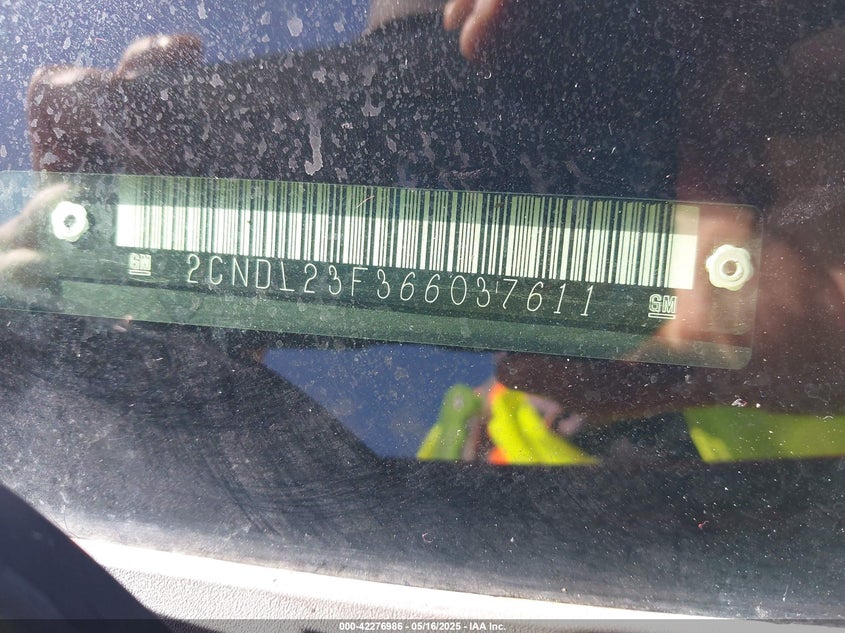 GM 2CNDL23F366037611 GM
000-42276986 - 05/16/2025 - IAA Inc.